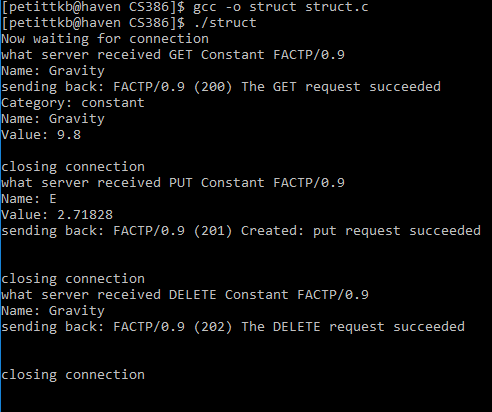 [petittkb@haven CS386]$ gcc -o struct struct.c
[petittkb@haven CS386]$ ./struct
Now waiting for connection
what server received GET Constant FACTP/0.9
Name: Gravity
sending back: FACTP/0.9 (200) The GET request succeeded
Category: constant
Name: Gravity
Value: 9.8
closing connection
what server received PUT Constant FACTP/0.9
Name: E
Value: 2.71828
sending back: FACTP/0.9 (201) Created: put request succeeded
closing connection
what server received DELETE Constant FACTP/0.9
Name: Gravity
sending back: FACTP/0.9 (202) The DELETE request succeeded
closing connection